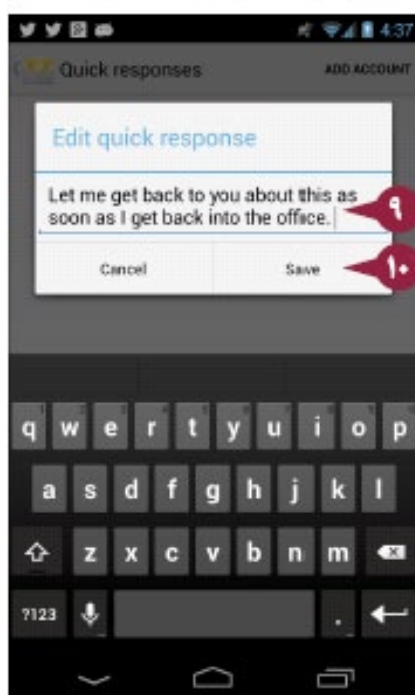 4:37
Quick responses ADD ACCOUNT
Edit quick response
Let me get back to you about this as
soon as I get back into the office.
٩
Cancel Save
١٠
q w e r t y u i o p
a s d f g h j k l
z x c v b n m
?123 .